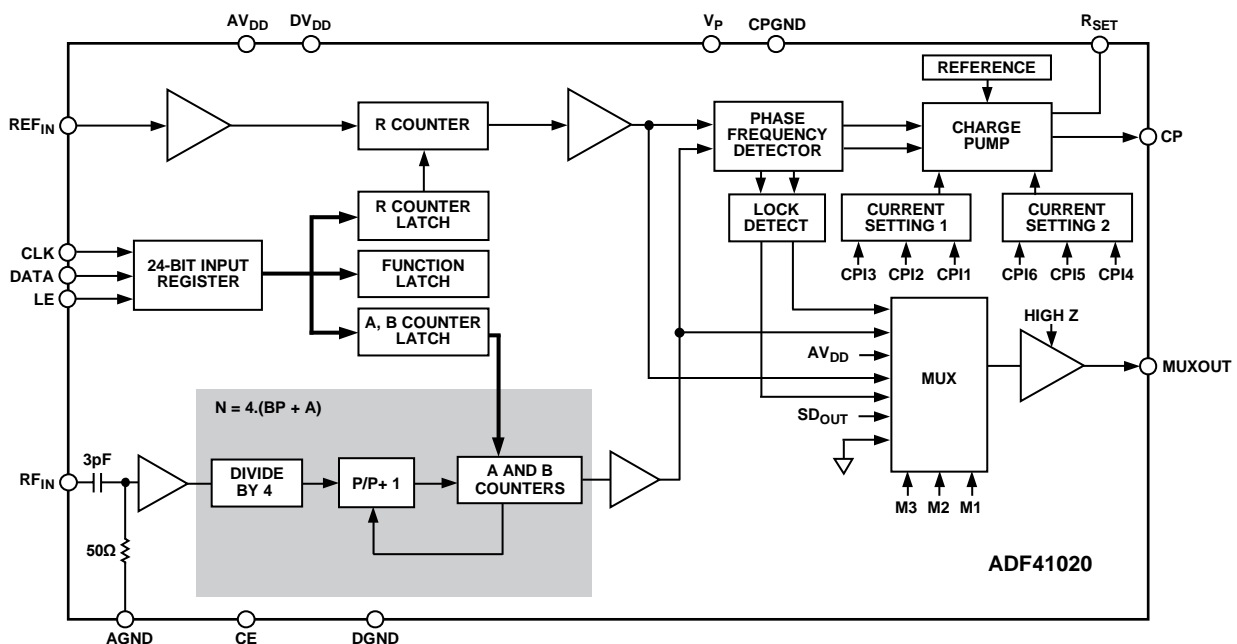 AVDD
DVDD
VP
CPGND
RSET
REFERENCE
REFIN
R COUNTER
PHASE
FREQUENCY
DETECTOR
CHARGE
PUMP
CP
R COUNTER
LATCH
LOCK
DETECT
CURRENT
SETTING 1
CURRENT
SETTING 2
CLK
DATA
LE
24-BIT INPUT
REGISTER
FUNCTION
LATCH
CPI3
CPI2
CPI1
CPI6
CPI5
CPI4
A, B COUNTER
LATCH
HIGH Z
AVDD
MUX
MUXOUT
SDOUT
N = 4.(BP + A)
3pF
RFIN
DIVIDE
BY 4
P/P+ 1
A AND B
COUNTERS
M3
M2
M1
50Ω
ADF41020
AGND
CE
DGND